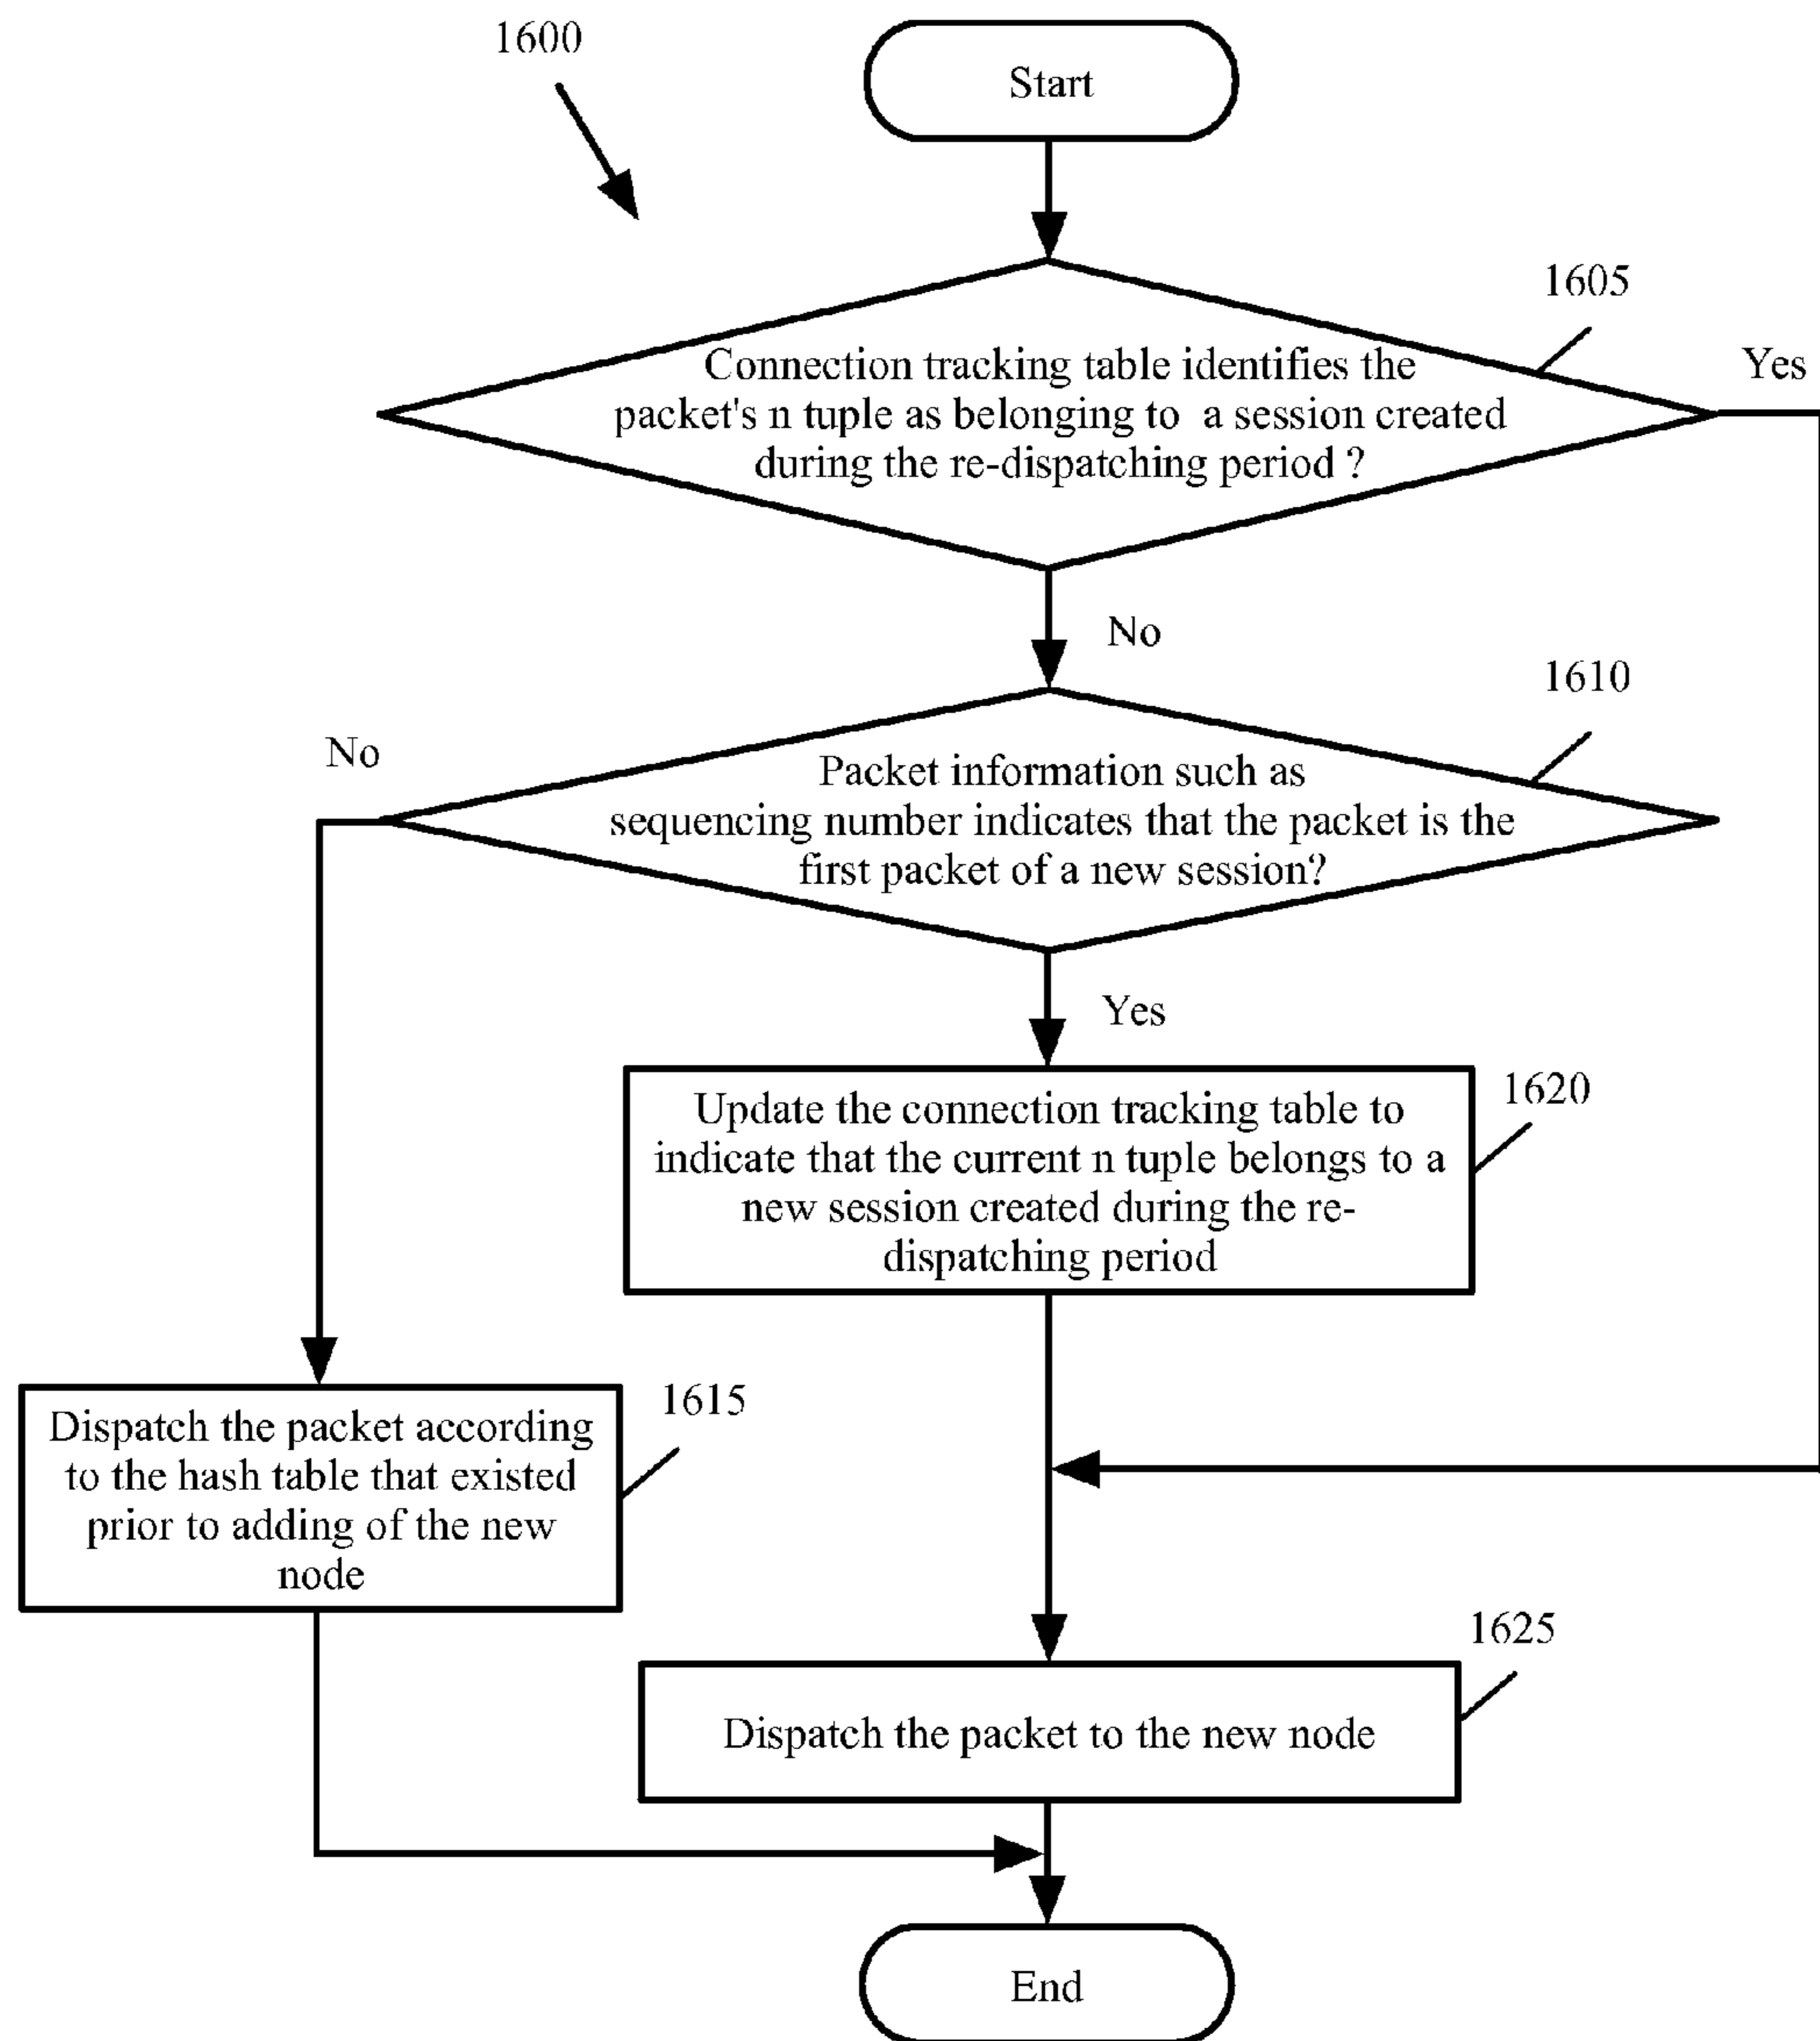 1600
Start
1605
Connection tracking table identifies the
packet's n tuple as belonging to a session created
during the re-dispatching period ?
Yes
No
1610
No
Packet information such as
sequencing number indicates that the packet is the
first packet of a new session?
Yes
1620
Update the connection tracking table to
indicate that the current n tuple belongs to a
new session created during the re-
dispatching period
1615
Dispatch the packet according
to the hash table that existed
prior to adding of the new
node
1625
Dispatch the packet to the new node
End